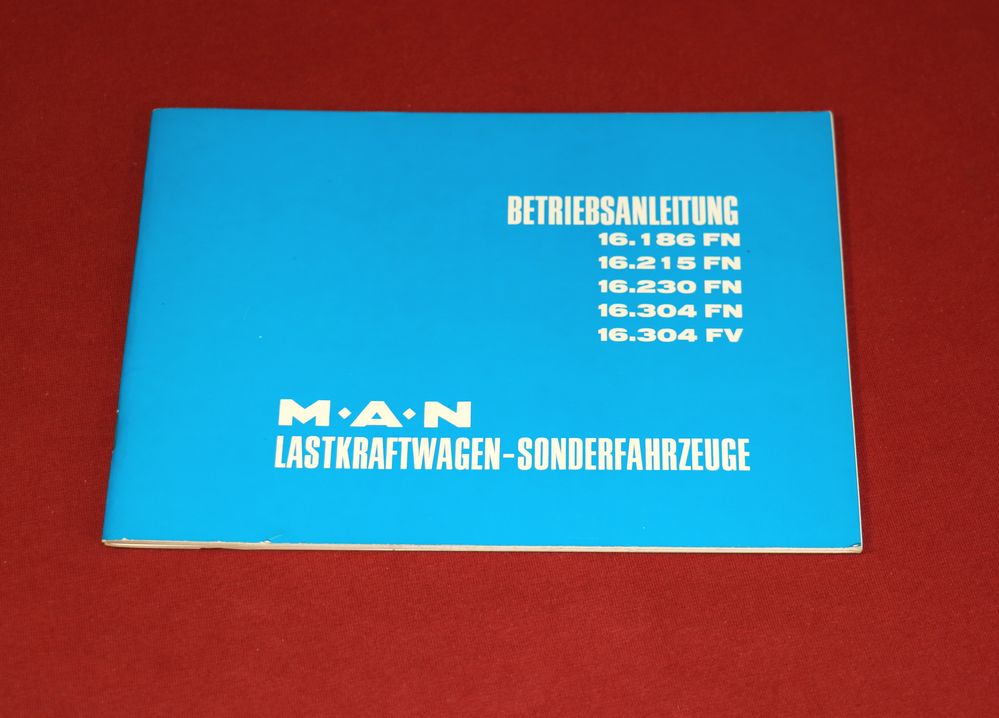 BETRIEBSANLEITUNG
16.186 FN
16.215 FN
16.230 FN
16.304 FN
16.304 FV
M·A·N
LASTKRAFTWAGEN-SONDERFAHRZEUGE